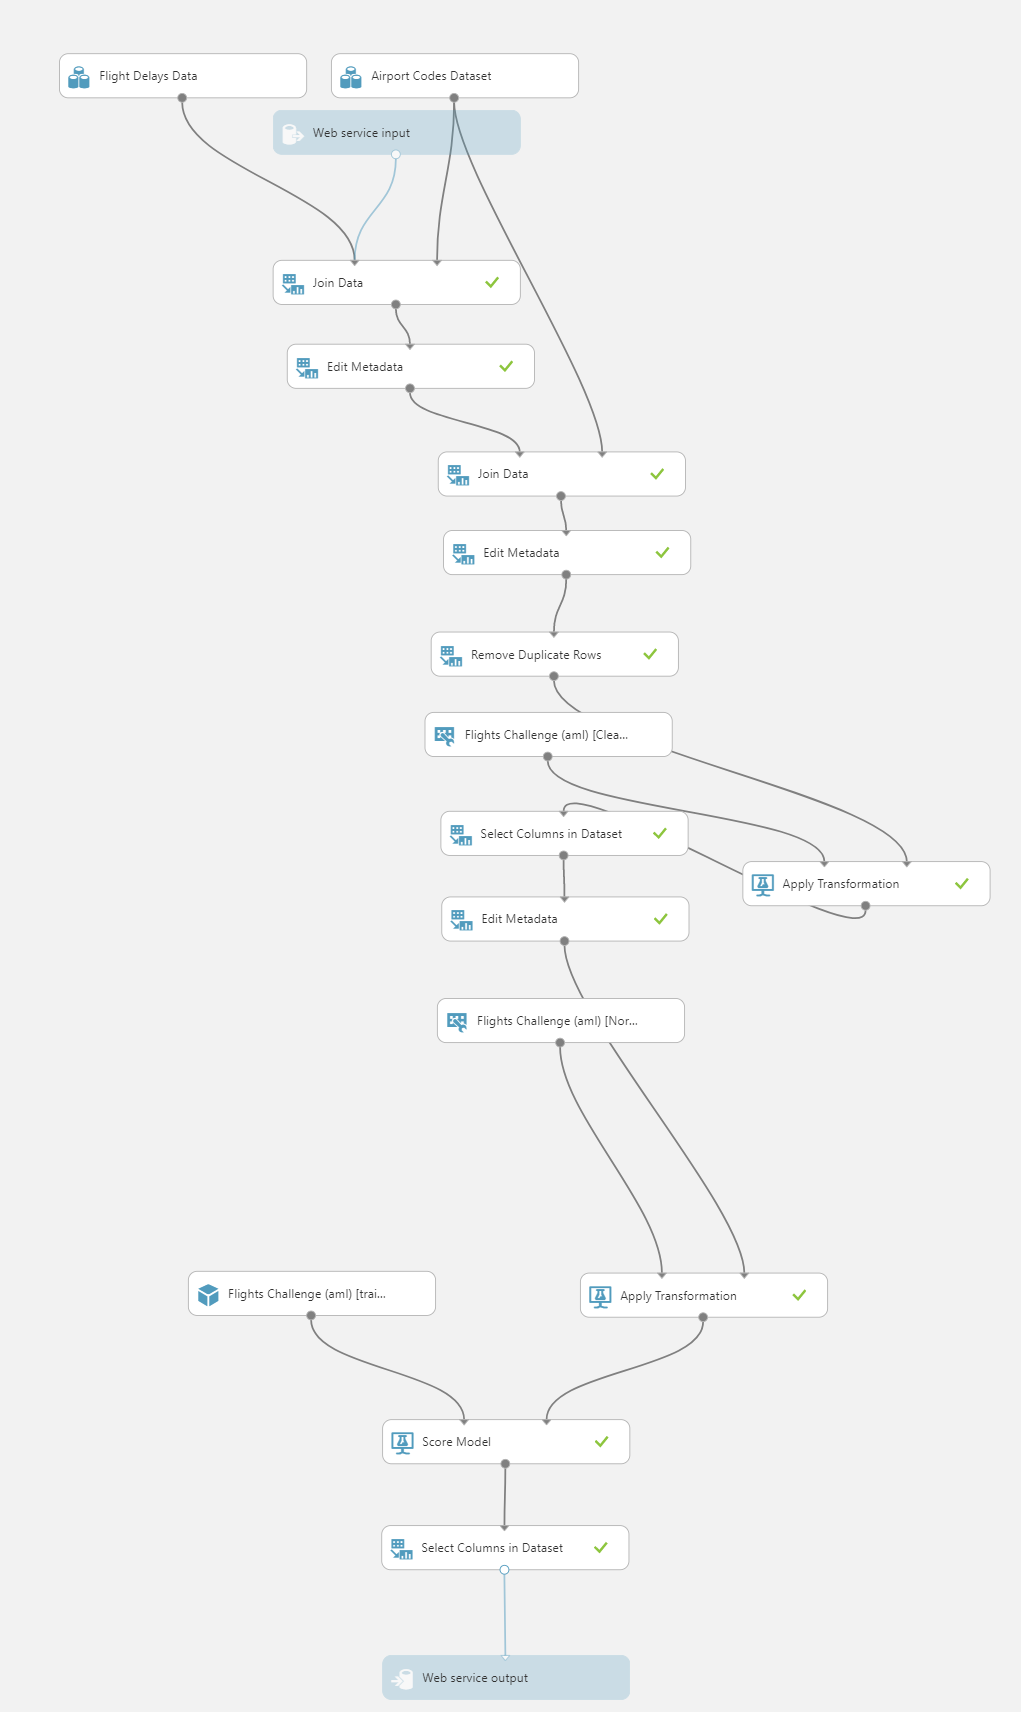 Flight Delays Data
Airport Codes Dataset
Web service input
Join Data
Edit Metadata
Join Data
Edit Metadata
Remove Duplicate Rows
Flights Challenge (aml) [Clea...
Select Columns in Dataset
Apply Transformation
Edit Metadata
Flights Challenge (aml) [Nor...
Flights Challenge (aml) [trai...
Apply Transformation
Score Model
Select Columns in Dataset
Web service output